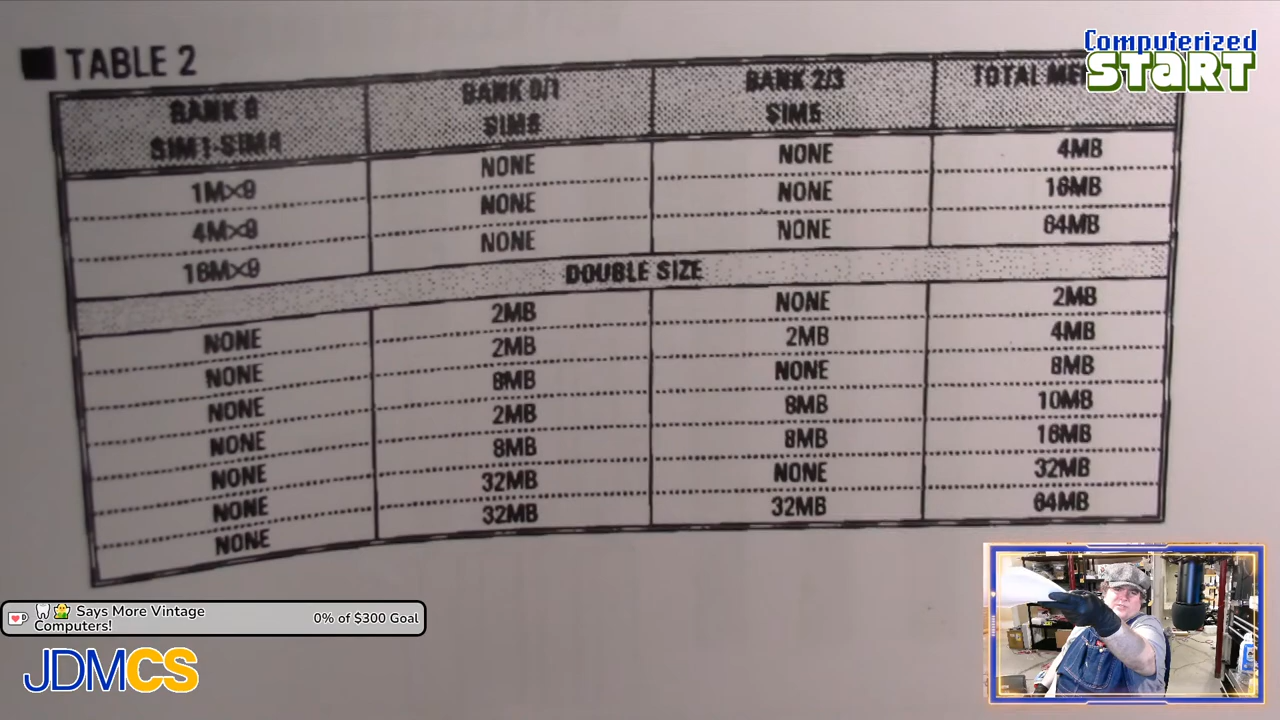 Computerized
START
■ TABLE 2
BANK 0 SIM1-SIM4 BANK 0/1 SIM6 BANK 2/3 SIM5 TOTAL
1M×9 NONE NONE 4MB
4M×9 NONE NONE 16MB
16M×9 NONE NONE 64MB
DOUBLE SIZE
NONE 2MB NONE 2MB
NONE 2MB 2MB 4MB
NONE 8MB NONE 8MB
NONE 2MB 8MB 10MB
NONE 8MB 8MB 16MB
NONE 32MB NONE 32MB
NONE 32MB 32MB 64MB
Says More Vintage
Computers!
0% of $300 Goal
JDMCS